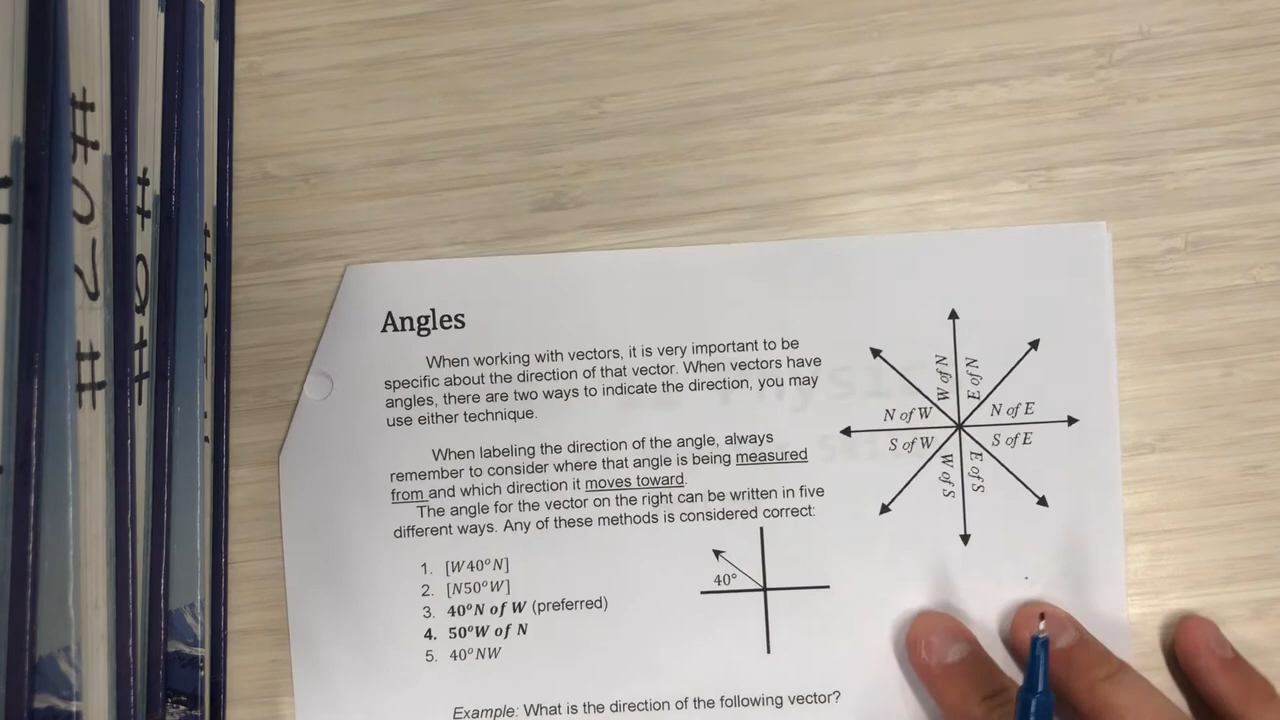 #02#
#0#
Angles
When working with vectors, it is very important to be
specific about the direction of that vector. When vectors have
angles, there are two ways to indicate the direction, you may
use either technique.
When labeling the direction of the angle, always
remember to consider where that angle is being measured
from and which direction it moves toward.
The angle for the vector on the right can be written in five
different ways. Any of these methods is considered correct:
1. [W40°N]
2. [N50°W]
3. 40°N of W (preferred)
4. 50°W of N
5. 40°NW
40°
Example: What is the direction of the following vector?
W of N
E of N
N of W
N of E
S of W
S of E
W of S
E of S